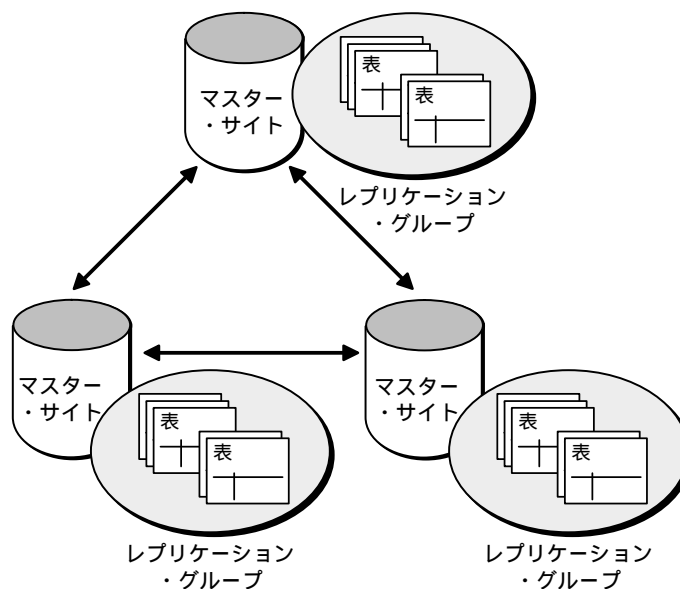 表
表
マスター
・サイト
レプリケーション
・グループ
マスター
・サイト
表
表
レプリケーション
・グループ
マスター
・サイト
表
表
レプリケーション
・グループ